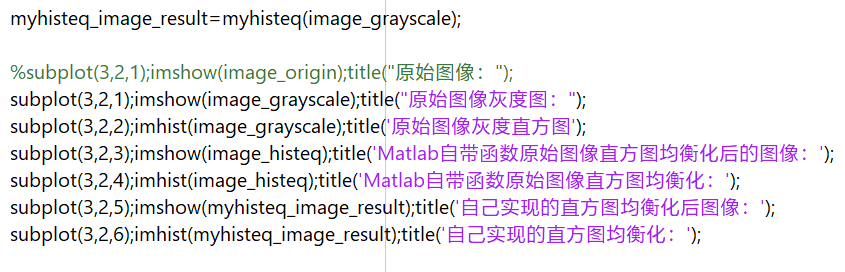 myhisteq_image_result=myhisteq(image_grayscale);
%subplot(3,2,1);imshow(image_origin);title("原始图像：");
subplot(3,2,1);imshow(image_grayscale);title("原始图像灰度图：");
subplot(3,2,2);imhist(image_grayscale);title('原始图像灰度直方图');
subplot(3,2,3);imshow(image_histeq);title('Matlab自带函数原始图像直方图均衡化后的图像：');
subplot(3,2,4);imhist(image_histeq);title('Matlab自带函数原始图像直方图均衡化：');
subplot(3,2,5);imshow(myhisteq_image_result);title('自己实现的直方图均衡化后图像：');
subplot(3,2,6);imhist(myhisteq_image_result);title('自己实现的直方图均衡化：');